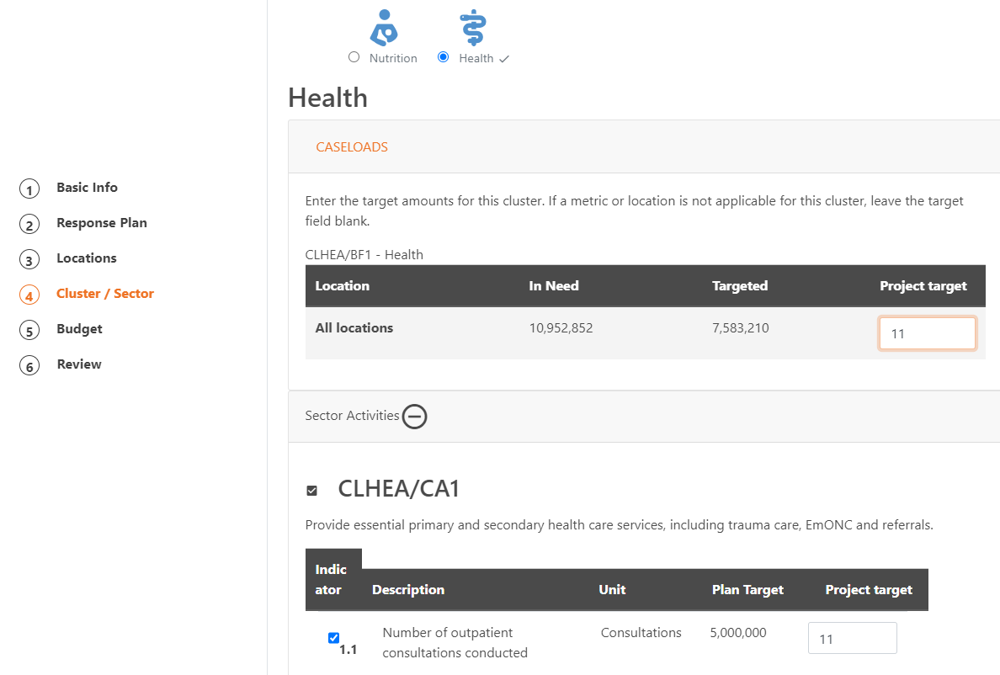 Nutrition Health
Health
1 Basic Info
2 Response Plan
3 Locations
4 Cluster / Sector
5 Budget
6 Review
CASELOADS
Enter the target amounts for this cluster. If a metric or location is not applicable for this cluster, leave the target
field blank.
CLHEA/BF1 - Health
Location In Need Targeted Project target
All locations 10,952,852 7,583,210 11
Sector Activities
CLHEA/CA1
Provide essential primary and secondary health care services, including trauma care, EmONC and referrals.
Indic
ator Description Unit Plan Target Project target
1.1 Number of outpatient Consultations 5,000,000 11
consultations conducted